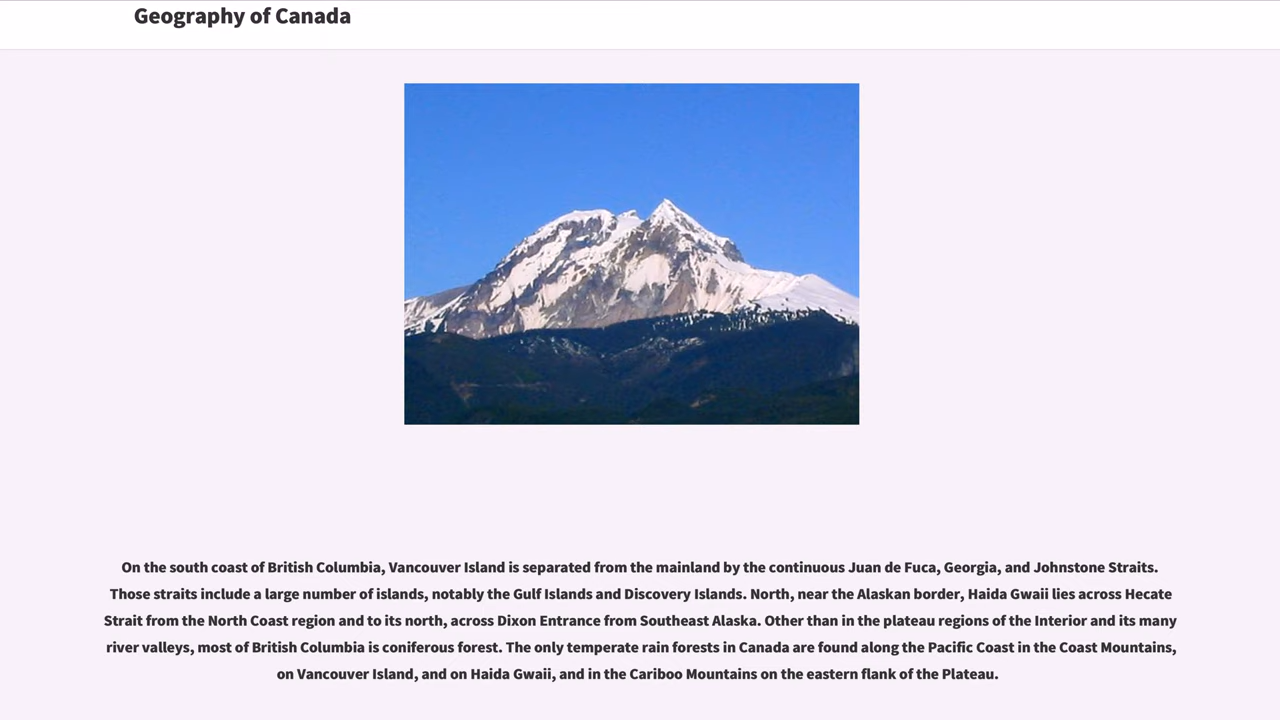 Geography of Canada
On the south coast of British Columbia, Vancouver Island is separated from the mainland by the continuous Juan de Fuca, Georgia, and Johnstone Straits.
Those straits include a large number of islands, notably the Gulf Islands and Discovery Islands. North, near the Alaskan border, Haida Gwaii lies across Hecate
Strait from the North Coast region and to its north, across Dixon Entrance from Southeast Alaska. Other than in the plateau regions of the Interior and its many
river valleys, most of British Columbia is coniferous forest. The only temperate rain forests in Canada are found along the Pacific Coast in the Coast Mountains,
on Vancouver Island, and on Haida Gwaii, and in the Cariboo Mountains on the eastern flank of the Plateau.